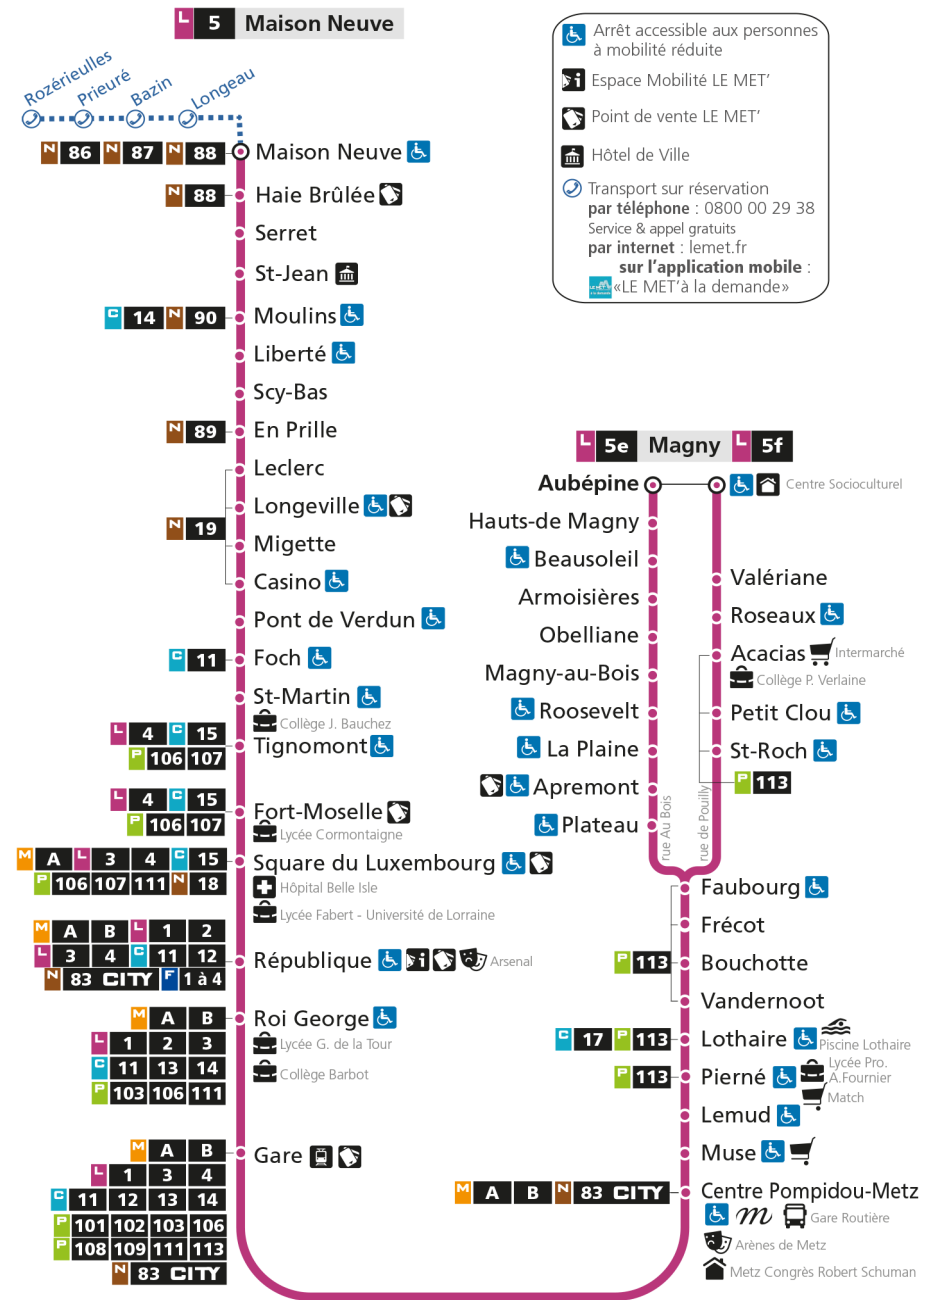 L 5 Maison Neuve
Arrêt accessible aux personnes
à mobilité réduite
Espace Mobilité LE MET'
Point de vente LE MET'
Hôtel de Ville
Transport sur réservation
par téléphone : 0800 00 29 38
Service & appel gratuits
par internet : lemet.fr
sur l'application mobile :
«LE MET'à la demande»
Rozérieulles
Prieuré
Bazin
Longeau
N 86 N 87 N 88 Maison Neuve
N 88 Haie Brûlée
Serret
St-Jean
C 14 N 90 Moulins
Liberté
Scy-Bas
N 89 En Prille
Leclerc
Longeville
N 19
Migette
Casino
Pont de Verdun
C 11 Foch
St-Martin
Collège J. Bauchez
L 4 C 15
P 106 107
Tignomont
L 4 C 15
P 106 107
Fort-Moselle
Lycée Cormontaigne
M A L 3 4 C 15
P 106 107 111 N 18
Square du Luxembourg
Hôpital Belle Isle
Lycée Fabert - Université de Lorraine
M A B L 1 2
L 3 4 C 11 12
N 83 CITY F 1 à 4
République
Arsenal
M A B
L 1 2 3
C 11 13 14
P 103 106 111
Roi George
Lycée G. de la Tour
Collège Barbot
M A B
L 1 3 4
C 11 12 13 14
P 101 102 103 106
P 108 109 111 113
N 83 CITY
Gare
L 5e Magny L 5f
Aubépine
Centre Socioculturel
Hauts-de Magny
Beausoleil
Armoisières
Obelliane
Magny-au-Bois
Roosevelt
La Plaine
Apremont
Plateau
rue Au Bois
rue de Pouilly
Valériane
Roseaux
Acacias
Intermarché
Collège P. Verlaine
Petit Clou
St-Roch
P 113
Faubourg
Frécot
P 113 Bouchotte
Vandernoot
C 17 P 113 Lothaire
Piscine Lothaire
P 113 Pierné
Lycée Pro.
A.Fournier
Match
Lemud
Muse
M A B N 83 CITY Centre Pompidou-Metz
m
Gare Routière
Arènes de Metz
Metz Congrès Robert Schuman